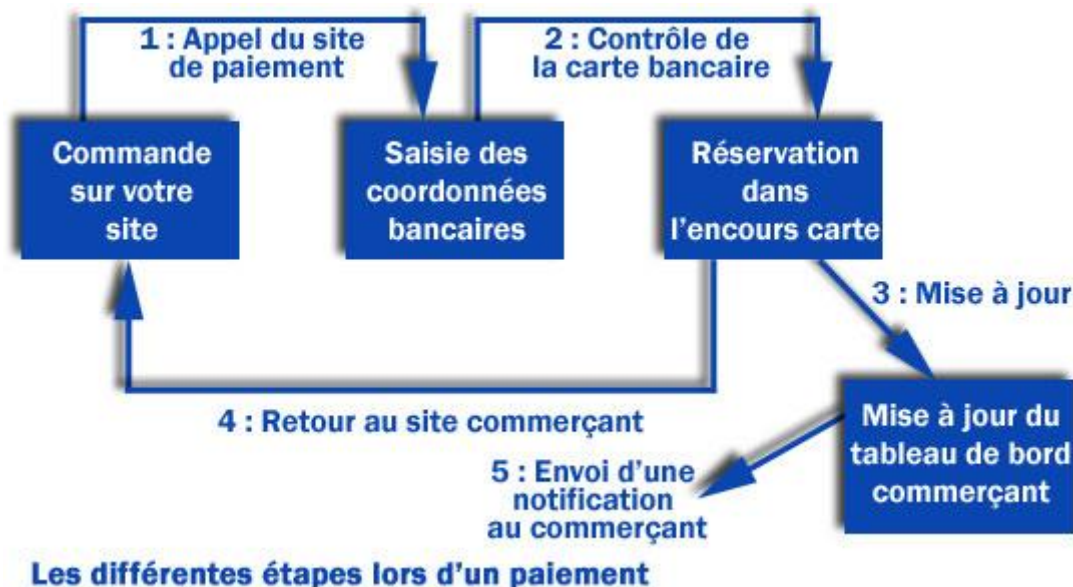 1 : Appel du site
de paiement
2 : Contrôle de
la carte bancaire
Commande
sur votre
site
Saisie des
coordonnées
bancaires
Réservation
dans
l'encours carte
3 : Mise à jour
4 : Retour au site commerçant
Mise à jour du
tableau de bord
commerçant
5 : Envoi d'une
notification
au commerçant
Les différentes étapes lors d'un paiement